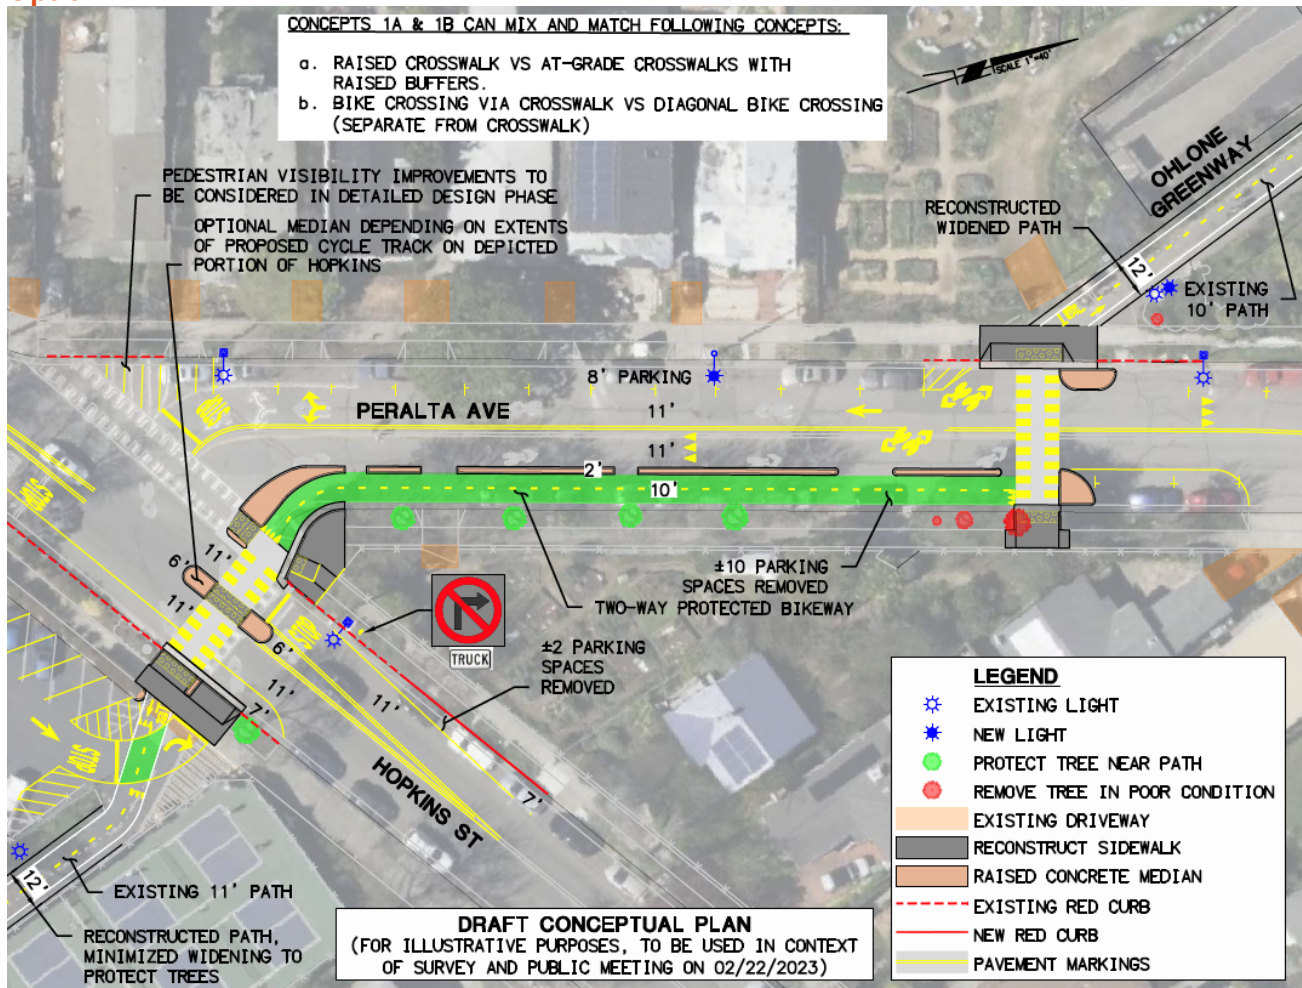 CONCEPTS 1A & 1B CAN MIX AND MATCH FOLLOWING CONCEPTS:
a. RAISED CROSSWALK VS AT-GRADE CROSSWALKS WITH
RAISED BUFFERS.
b. BIKE CROSSING VIA CROSSWALK VS DIAGONAL BIKE CROSSING
(SEPARATE FROM CROSSWALK)
SCALE 1"=40'
PEDESTRIAN VISIBILITY IMPROVEMENTS TO
BE CONSIDERED IN DETAILED DESIGN PHASE
OPTIONAL MEDIAN DEPENDING ON EXTENTS
OF PROPOSED CYCLE TRACK ON DEPICTED
PORTION OF HOPKINS
OHLONE
GREENWAY
RECONSTRUCTED
WIDENED PATH
12'
EXISTING
10' PATH
8' PARKING
PERALTA AVE
11'
11'
2'
10'
STOP
STOP
±10 PARKING
SPACES REMOVED
TWO-WAY PROTECTED BIKEWAY
6'
11'
11'
6'
STOP
TRUCK
±2 PARKING
SPACES
REMOVED
11'
7'
11'
7'
STOP
HOPKINS ST
12'
EXISTING 11' PATH
RECONSTRUCTED PATH,
MINIMIZED WIDENING TO
PROTECT TREES
DRAFT CONCEPTUAL PLAN
(FOR ILLUSTRATIVE PURPOSES, TO BE USED IN CONTEXT
OF SURVEY AND PUBLIC MEETING ON 02/22/2023)
LEGEND
EXISTING LIGHT
NEW LIGHT
PROTECT TREE NEAR PATH
REMOVE TREE IN POOR CONDITION
EXISTING DRIVEWAY
RECONSTRUCT SIDEWALK
RAISED CONCRETE MEDIAN
EXISTING RED CURB
NEW RED CURB
PAVEMENT MARKINGS